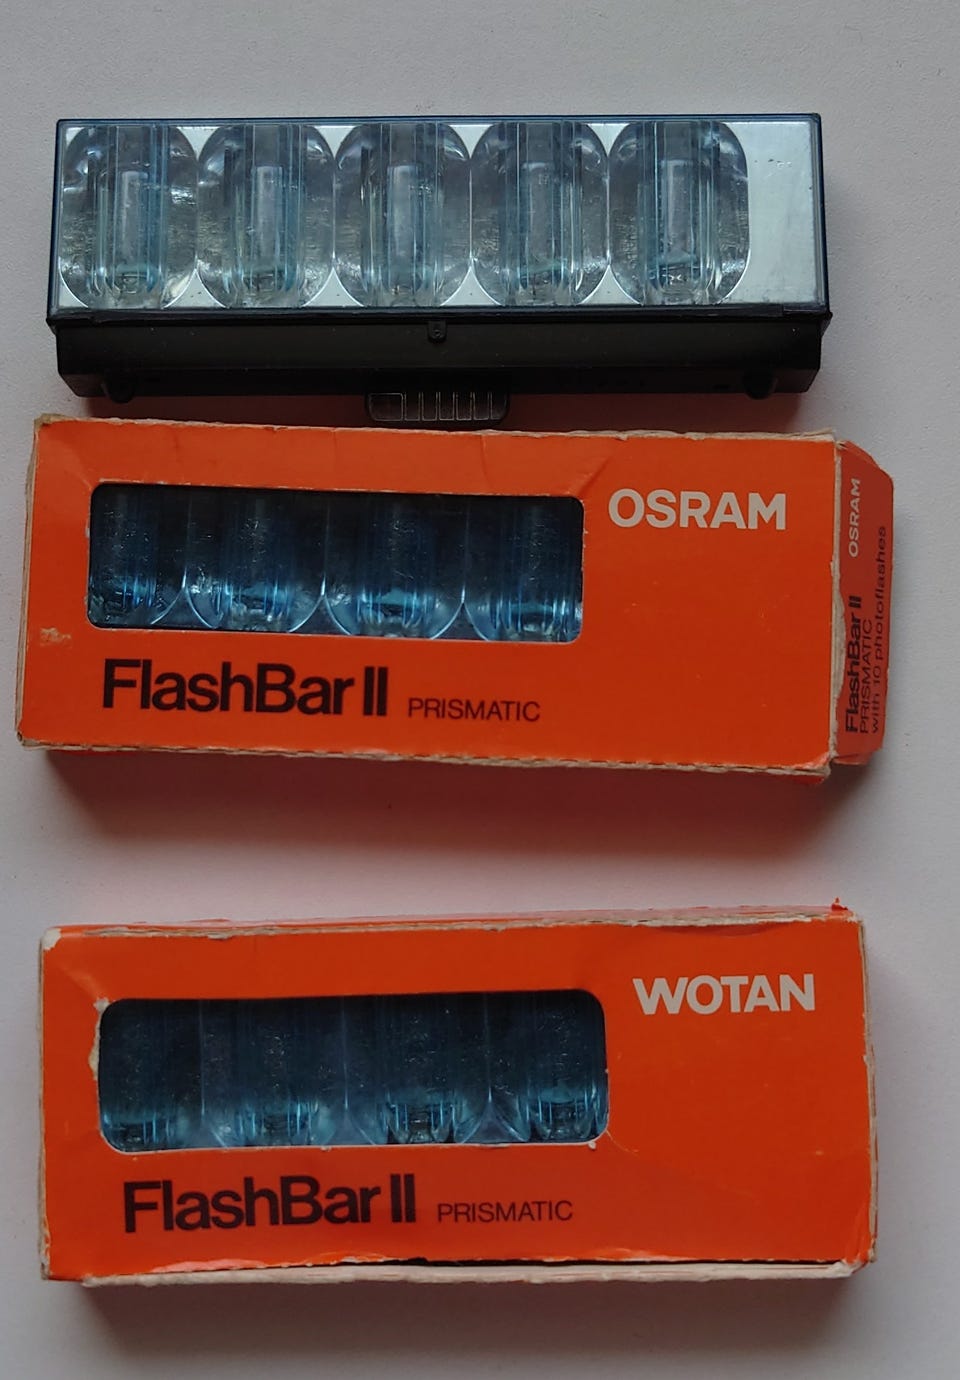 OSRAM
FlashBar II PRISMATIC
FlashBar II OSRAM
PRISMATIC
with 10 photoflashes
WOTAN
FlashBar II PRISMATIC